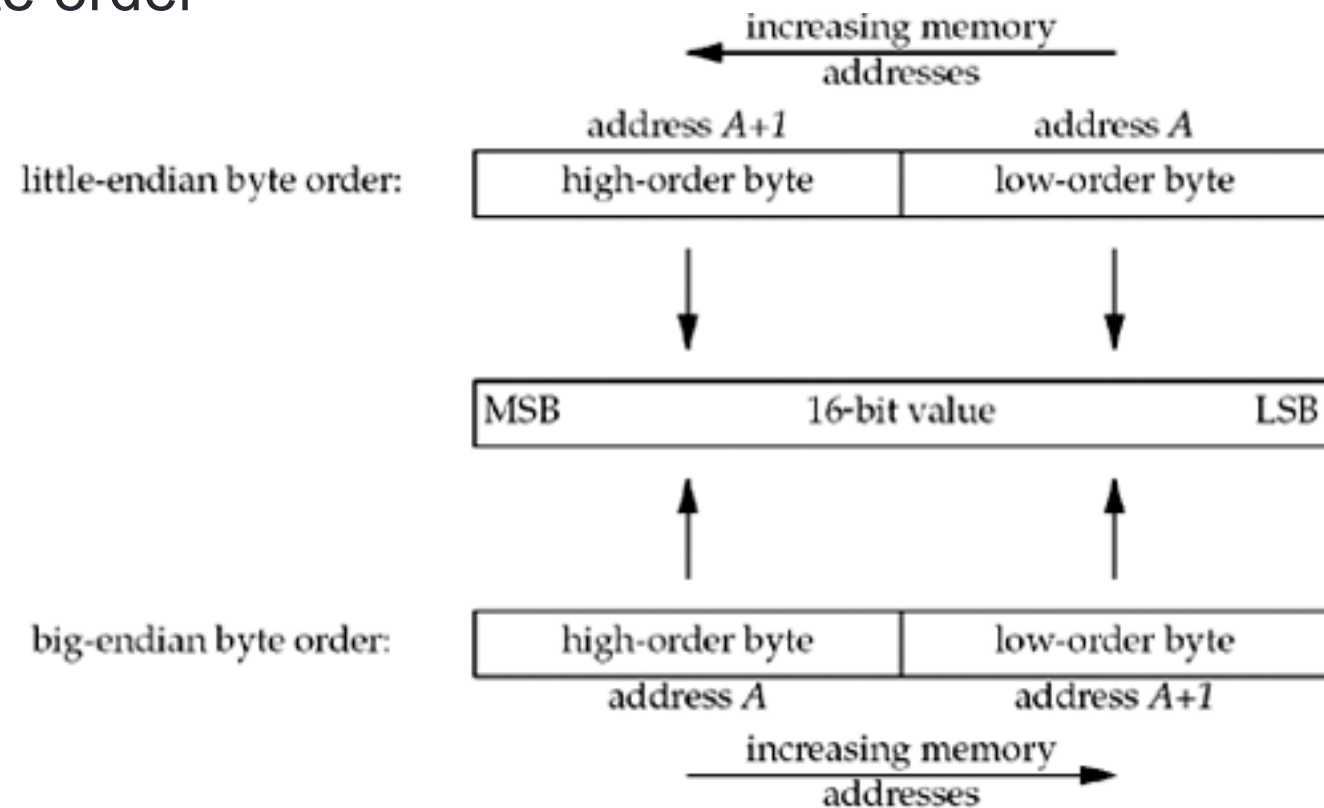 order
increasing memory
addresses
address A+1 address A
little-endian byte order: high-order byte low-order byte
MSB 16-bit value LSB
big-endian byte order: high-order byte low-order byte
address A address A+1
increasing memory
addresses